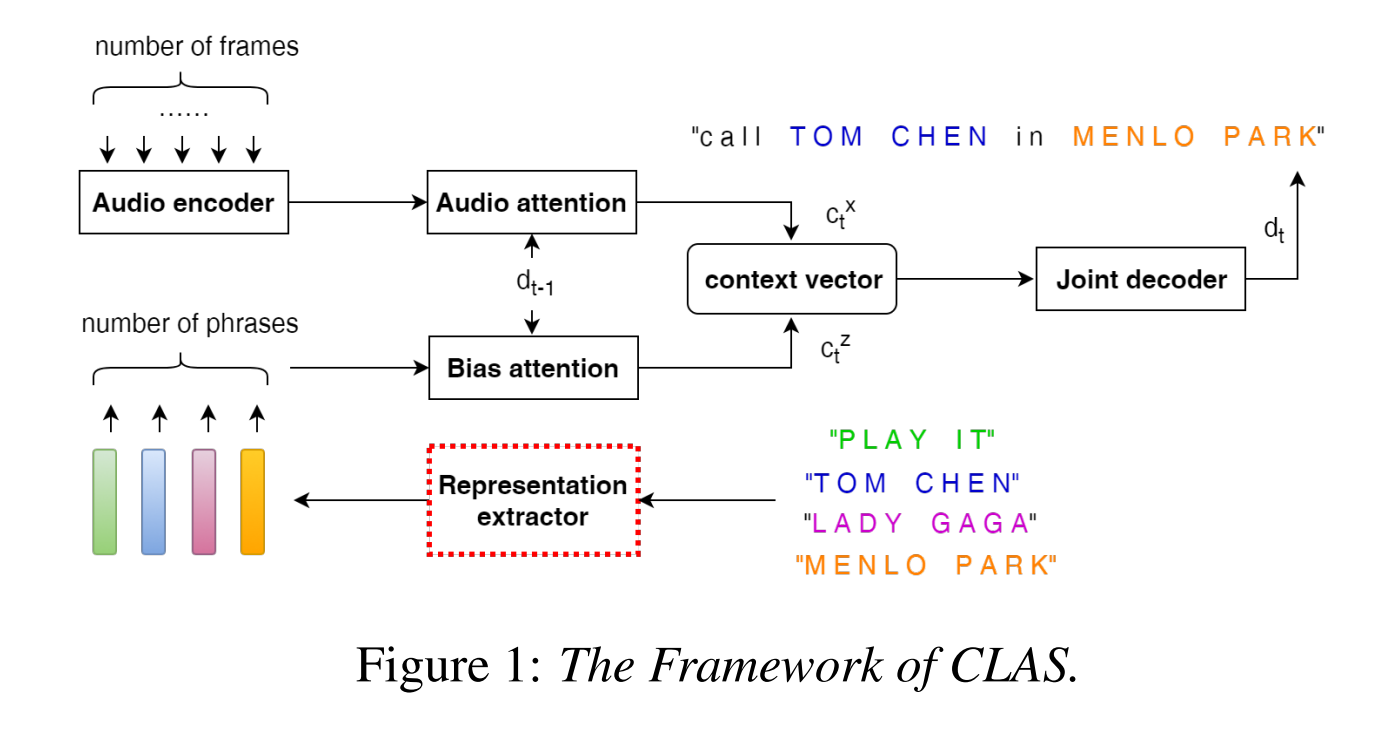 number of frames
......
Audio encoder
Audio attention
"call TOM CHEN in MENLO PARK"
c_t^x
d_t-1
context vector
Joint decoder
d_t
number of phrases
Bias attention
c_t^z
Representation
extractor
"PLAY IT"
"TOM CHEN"
"LADY GAGA"
"MENLO PARK"
Figure 1: The Framework of CLAS.